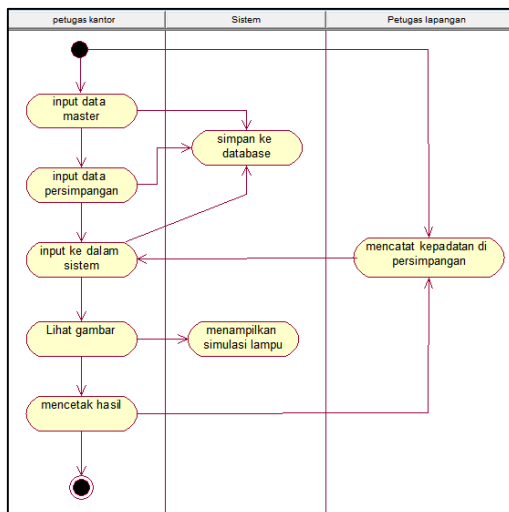 petugas kantor
Sistem
Petugas lapangan
input data
master
simpan ke
database
input data
persimpangan
input ke dalam
sistem
mencatat kepadatan di
persimpangan
Lihat gambar
menampilkan
simulasi lampu
mencetak hasil